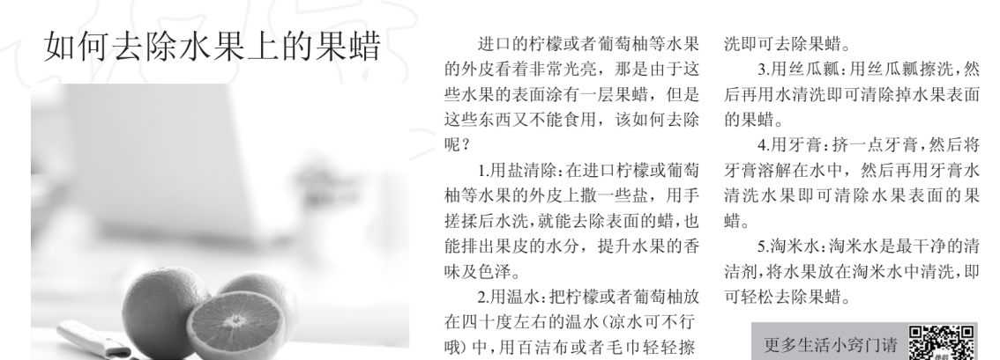 如何去除水果上的果蜡
进口的柠檬或者葡萄柚等水果
的外皮看着非常光亮，那是由于这
些水果的表面涂有一层果蜡，但是
这些东西又不能食用，该如何去除
呢？
1.用盐清除：在进口柠檬或葡萄
柚等水果的外皮上撒一些盐，用手
搓揉后水洗，就能去除表面的蜡，也
能排出果皮的水分，提升水果的香
味及色泽。
2.用温水：把柠檬或者葡萄柚放
在四十度左右的温水（凉水可不行
哦）中，用百洁布或者毛巾轻轻擦
洗即可去除果蜡。
3.用丝瓜瓤：用丝瓜瓤擦洗，然
后再用水清洗即可清除掉水果表面
的果蜡。
4.用牙膏：挤一点牙膏，然后将
牙膏溶解在水中，然后再用牙膏水
清洗水果即可清除水果表面的果
蜡。
5.淘米水：淘米水是最干净的清
洁剂，将水果放在淘米水中清洗，即
可轻松去除果蜡。
更多生活小窍门请